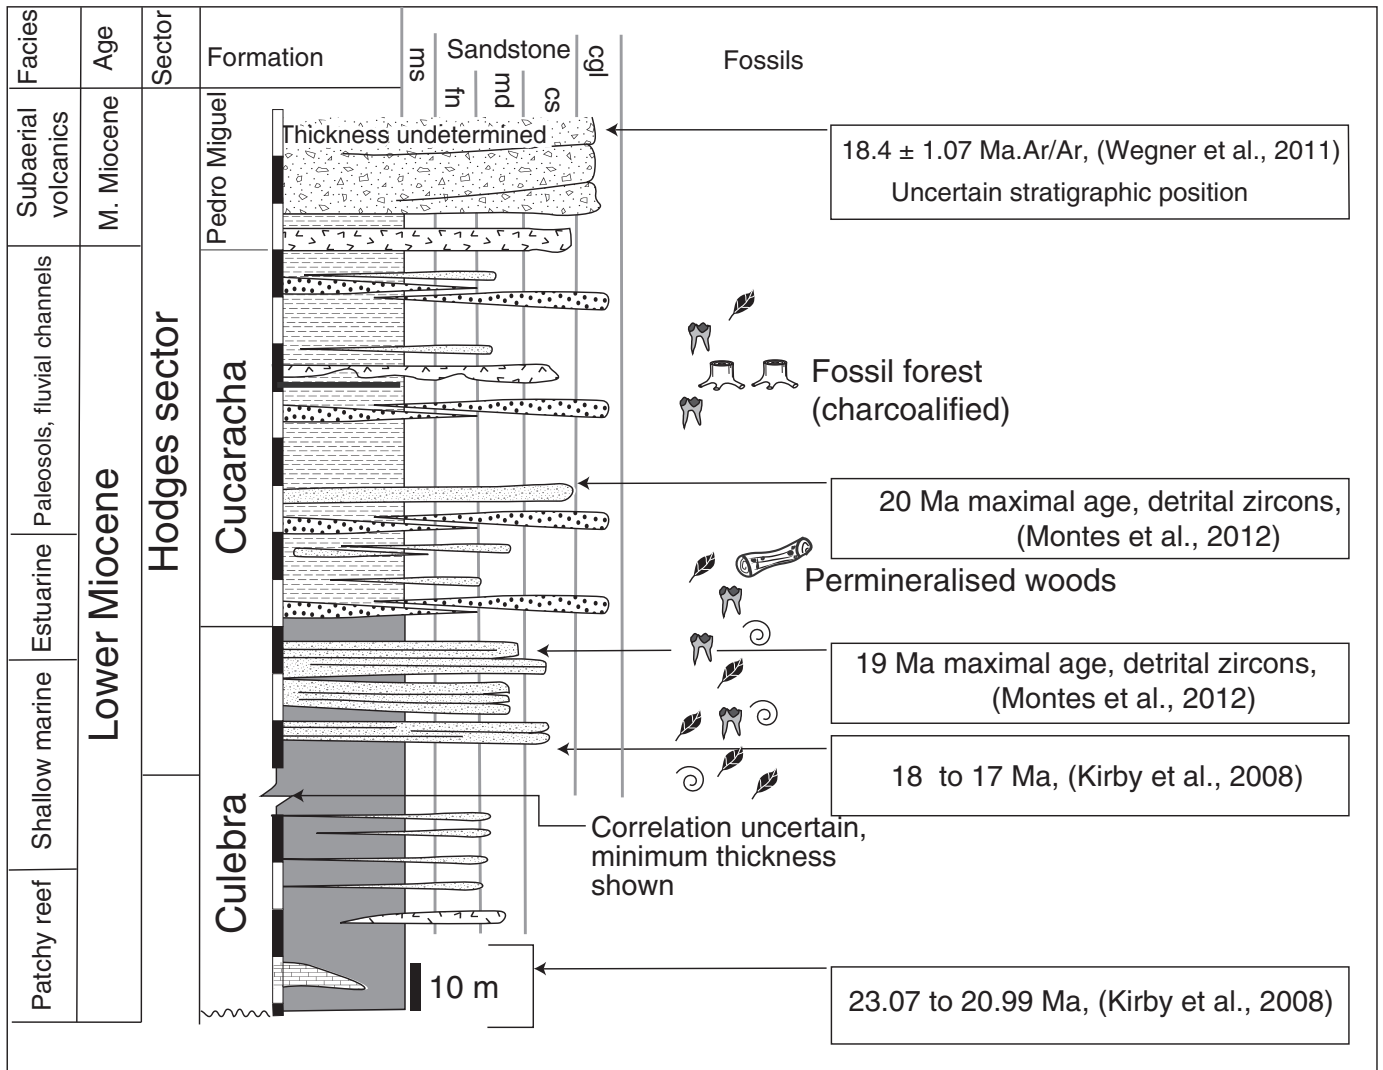 Facies
Age
Sector
Formation
ms
Sandstone
fn
md
cs
cgl
Fossils
Subaerial
volcanics
M. Miocene
Pedro Miguel
Thickness undetermined
18.4 ± 1.07 Ma.Ar/Ar, (Wegner et al., 2011)
Uncertain stratigraphic position
Paleosols, fluvial channels
Hodges sector
Cucaracha
Fossil forest
(charcoalified)
20 Ma maximal age, detrital zircons,
(Montes et al., 2012)
Estuarine
Lower Miocene
Permineralised woods
19 Ma maximal age, detrital zircons,
(Montes et al., 2012)
Shallow marine
18 to 17 Ma, (Kirby et al., 2008)
Culebra
Correlation uncertain,
minimum thickness
shown
Patchy reef
10 m
23.07 to 20.99 Ma, (Kirby et al., 2008)